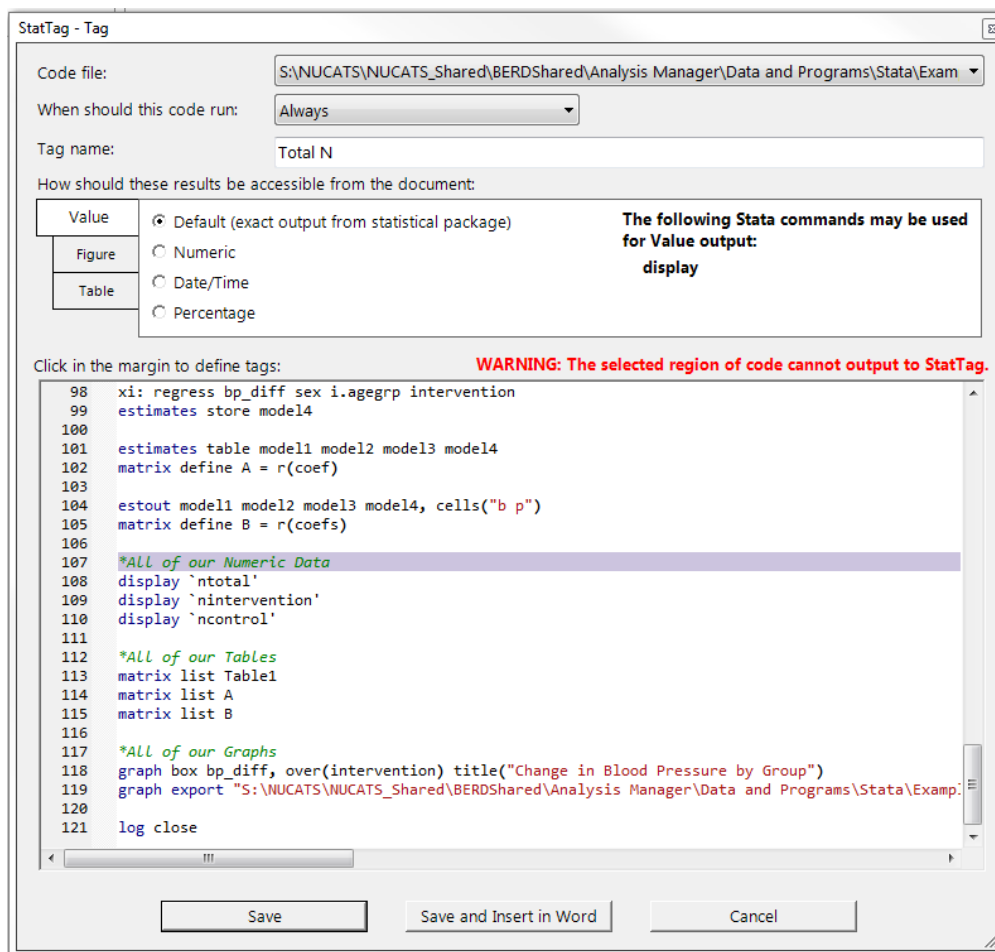 StatTag - Tag
Code file: S:\NUCATS\NUCATS_Shared\BERDShared\Analysis Manager\Data and Programs\Stata\Exam
When should this code run: Always
Tag name: Total N
How should these results be accessible from the document:
Value
Figure
Table
Default (exact output from statistical package)
Numeric
Date/Time
Percentage
The following Stata commands may be used
for Value output:
display
Click in the margin to define tags:
WARNING: The selected region of code cannot output to StatTag.
98 xi: regress bp_diff sex i.agegrp intervention
99 estimates store model4
100
101 estimates table model1 model2 model3 model4
102 matrix define A = r(coef)
103
104 estout model1 model2 model3 model4, cells("b p")
105 matrix define B = r(coefs)
106
107 *All of our Numeric Data
108 display `ntotal'
109 display `nintervention'
110 display `ncontrol'
111
112 *All of our Tables
113 matrix list Table1
114 matrix list A
115 matrix list B
116
117 *All of our Graphs
118 graph box bp_diff, over(intervention) title("Change in Blood Pressure by Group")
119 graph export "S:\NUCATS\NUCATS_Shared\BERDShared\Analysis Manager\Data and Programs\Stata\Exampl
120
121 log close
Save
Save and Insert in Word
Cancel